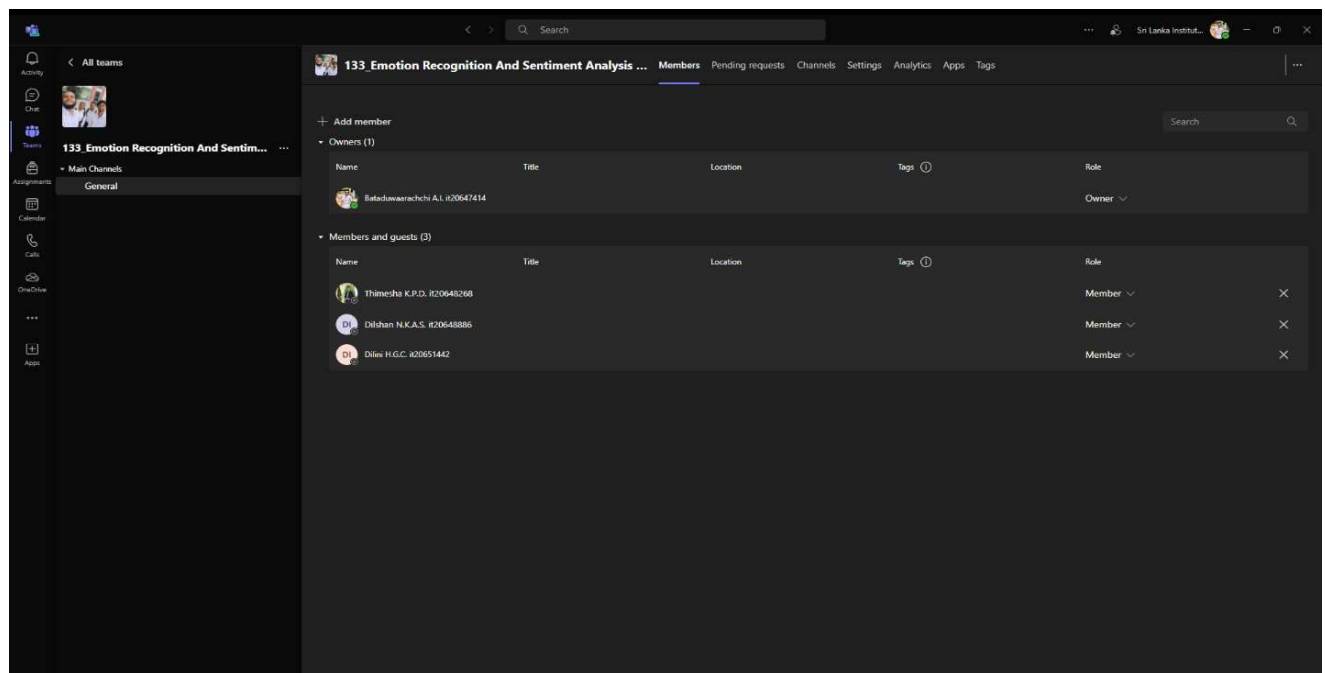 Search
Sri Lanka Institut...
Activity
Chat
Teams
Assignments
Calendar
Calls
OneDrive
Apps
All teams
133_Emotion Recognition And Sentim... ...
Main Channels
General
133_Emotion Recognition And Sentiment Analysis ... Members Pending requests Channels Settings Analytics Apps Tags
Add member Search
Owners (1)
Name Title Location Tags Role
Bataduwaarachchi A.I. it20647414 Owner
Members and guests (3)
Name Title Location Tags Role
Thimesha K.P.D. it20648268 Member
DI Dilshan N.K.A.S. it20648886 Member
DI Dilini H.G.C. it20651442 Member